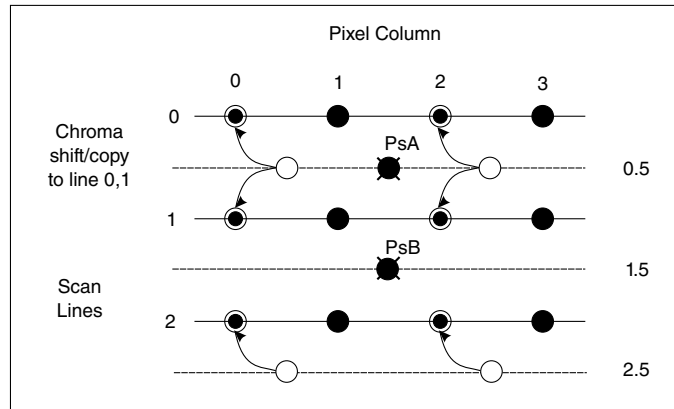 Pixel Column
0 1 2 3
0
Chroma
shift/copy
to line 0,1
PsA
0.5
1
PsB
1.5
Scan
Lines
2
2.5